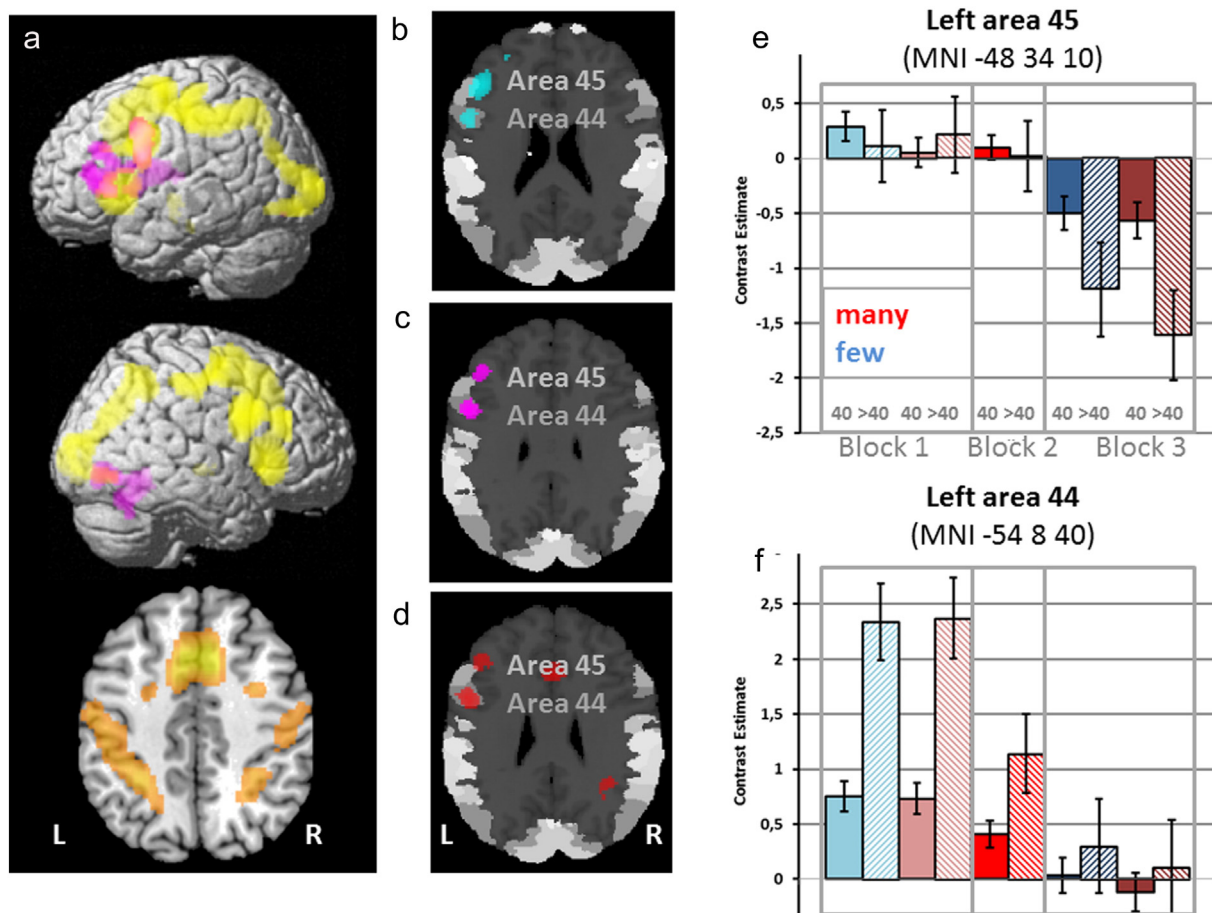 a
L R
b
Area 45
Area 44
c
Area 45
Area 44
d
Area 45
Area 44
L R
e
Left area 45
(MNI -48 34 10)
Contrast Estimate
0,5
0
-0,5
-1
-1,5
-2
-2,5
many
few
40 >40 40 >40 40 >40 40 >40 40 >40
Block 1 Block 2 Block 3
Left area 44
(MNI -54 8 40)
f
Contrast Estimate
2,5
2
1,5
1
0,5
0